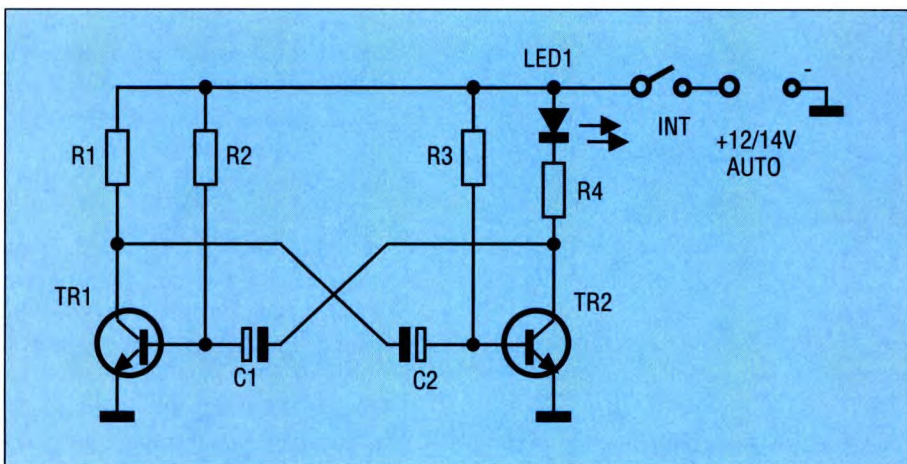 LED1
R1
R2
R3
R4
INT
-
+12/14V
AUTO
TR1
TR2
C1
C2